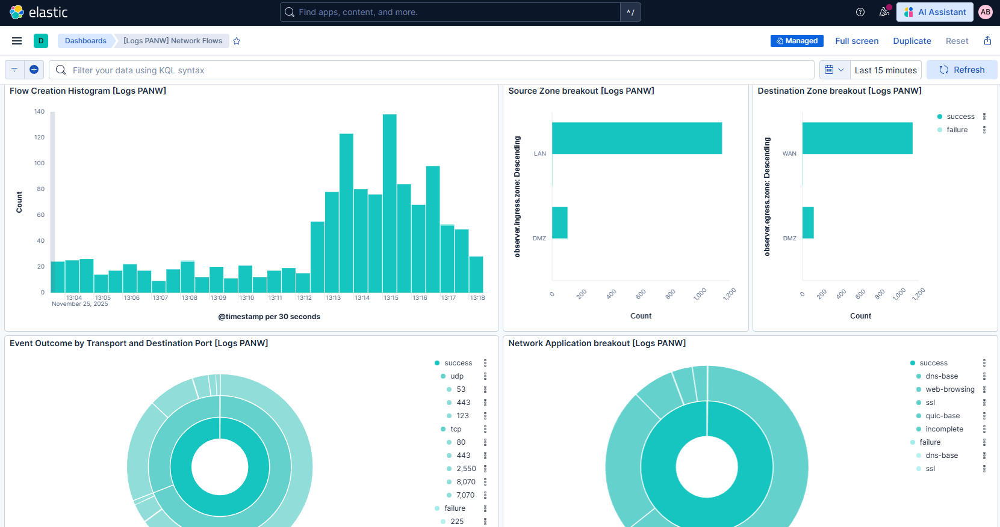 elastic
Find apps, content, and more.
^ /
AI Assistant
AB
D
Dashboards
[Logs PANW] Network Flows
Managed
Full screen
Duplicate
Reset
Filter your data using KQL syntax
Last 15 minutes
Refresh
Flow Creation Histogram [Logs PANW]
Count
140
120
100
80
60
40
20
0
13:04 13:05 13:06 13:07 13:08 13:09 13:10 13:11 13:12 13:13 13:14 13:15 13:16 13:17 13:18
November 25, 2025
@timestamp per 30 seconds
Source Zone breakout [Logs PANW]
observer.ingress.zone: Descending
LAN
DMZ
0 200 400 600 800 1,000 1,200
Count
Destination Zone breakout [Logs PANW]
observer.egress.zone: Descending
WAN
DMZ
0 200 400 600 800 1,000 1,200
Count
success
failure
Event Outcome by Transport and Destination Port [Logs PANW]
success
udp
53
443
123
tcp
80
443
2,550
8,070
7,070
failure
225
Network Application breakout [Logs PANW]
success
dns-base
web-browsing
ssl
quic-base
incomplete
failure
dns-base
ssl